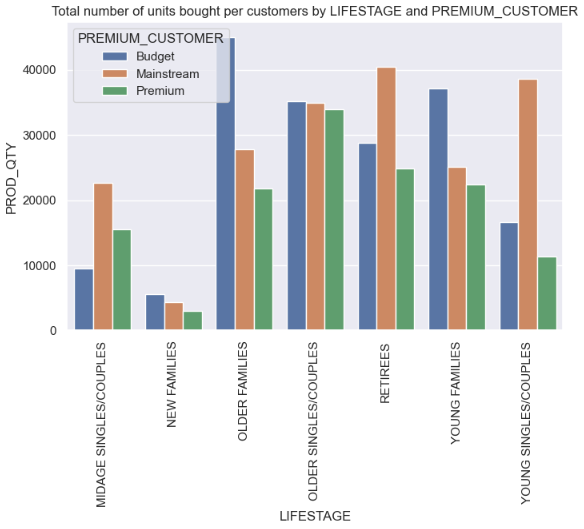 Total number of units bought per customers by LIFESTAGE and PREMIUM_CUSTOMER
PREMIUM_CUSTOMER
Budget
Mainstream
Premium
PROD_QTY
40000
30000
20000
10000
0
MIDAGE SINGLES/COUPLES
NEW FAMILIES
OLDER FAMILIES
OLDER SINGLES/COUPLES
RETIREES
YOUNG FAMILIES
YOUNG SINGLES/COUPLES
LIFESTAGE